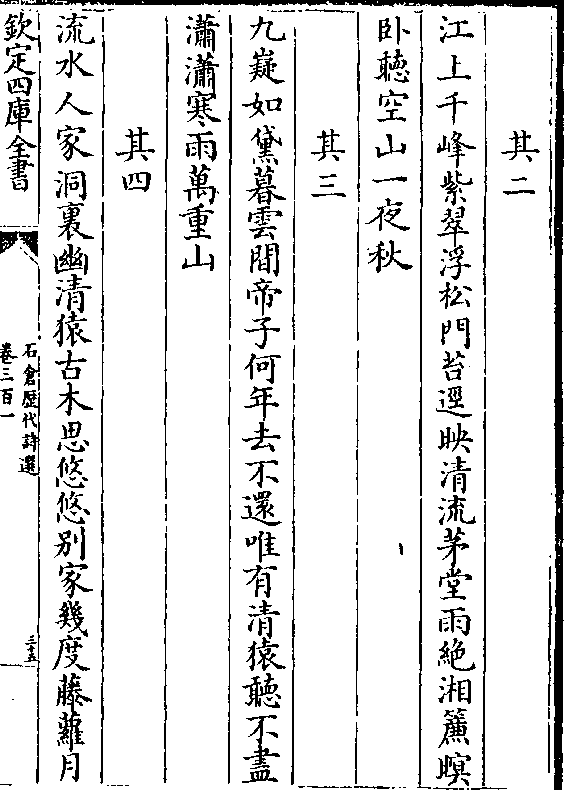 其二
江上千峰紫翠浮松門苔逕映清流茅堂雨絶湘簾暝
卧聽空山一夜秋
其三
九嶷如黛暮雲間帝子何年去不還唯有清猿聽不盡
瀟瀟寒雨萬重山
其四
流水人家洞裏幽清猿古木思悠悠别家幾度藤蘿月
欽定四庫全書
石倉歴代詩選
卷三百一
三十五